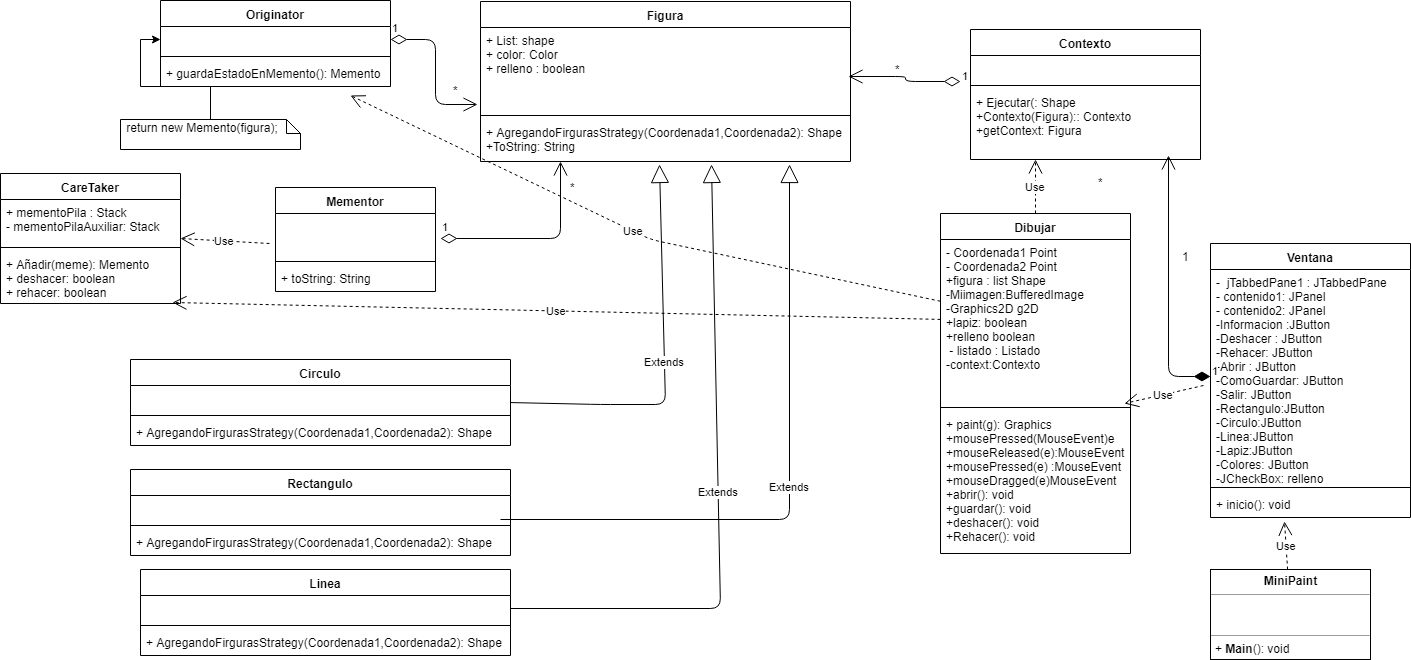 Originator
+ guardaEstadoEnMemento(): Memento
return new Memento(figura);
1
*
Figura
+ List: shape
+ color: Color
+ relleno : boolean
+ AgregandoFirgurasStrategy(Coordenada1,Coordenada2): Shape
+ToString: String
*
1
Contexto
+ Ejecutar(: Shape
+Contexto(Figura):: Contexto
+getContext: Figura
CareTaker
+ mementoPila : Stack
- mementoPilaAuxiliar: Stack
+ Añadir(meme): Memento
+ deshacer: boolean
+ rehacer: boolean
Use
Mementor
+ toString: String
1
*
Use
Use
Use
*
1
1
Dibujar
- Coordenada1 Point
- Coordenada2 Point
+figura : list Shape
-Miimagen:BufferedImage
-Graphics2D g2D
+lapiz: boolean
+relleno boolean
- listado : Listado
-context:Contexto
+ paint(g): Graphics
+mousePressed(MouseEvent)e
+mouseReleased(e):MouseEvent
+mousePressed(e) :MouseEvent
+mouseDragged(e)MouseEvent
+abrir(): void
+guardar(): void
+deshacer(): void
+Rehacer(): void
Use
Ventana
- jTabbedPane1 : JTabbedPane
- contenido1: JPanel
- contenido2: JPanel
-Informacion :JButton
-Deshacer : JButton
-Rehacer: JButton
-Abrir : JButton
-ComoGuardar: JButton
-Salir: JButton
-Rectangulo:JButton
-Circulo:JButton
-Linea:JButton
-Lapiz:JButton
-Colores: JButton
-JCheckBox: relleno
+ inicio(): void
Use
MiniPaint
+ Main(): void
Circulo
+ AgregandoFirgurasStrategy(Coordenada1,Coordenada2): Shape
Extends
Rectangulo
+ AgregandoFirgurasStrategy(Coordenada1,Coordenada2): Shape
Extends
Extends
Linea
+ AgregandoFirgurasStrategy(Coordenada1,Coordenada2): Shape